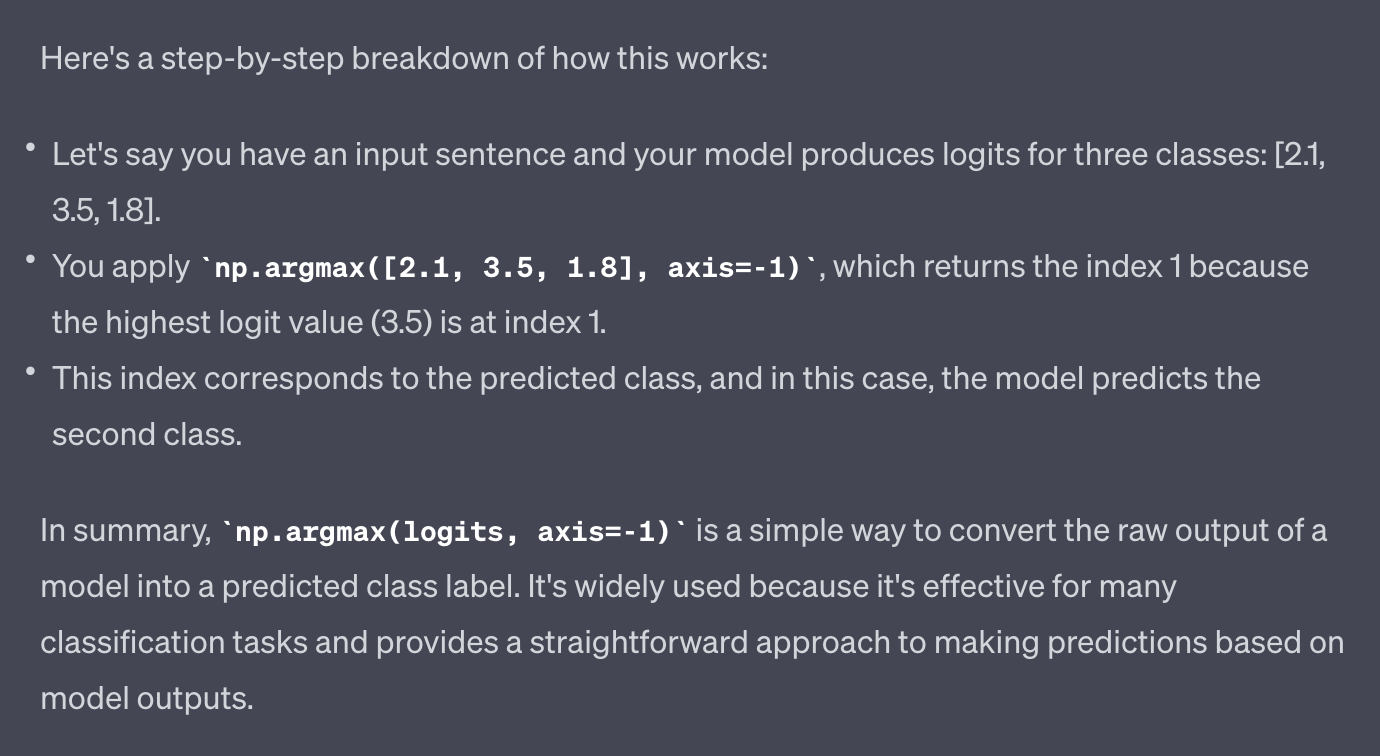 Here's a step-by-step breakdown of how this works:
• Let's say you have an input sentence and your model produces logits for three classes: [2.1,
3.5, 1.8].
• You apply `np.argmax([2.1, 3.5, 1.8], axis=-1)`, which returns the index 1 because
the highest logit value (3.5) is at index 1.
• This index corresponds to the predicted class, and in this case, the model predicts the
second class.
In summary, `np.argmax(logits, axis=-1)` is a simple way to convert the raw output of a
model into a predicted class label. It's widely used because it's effective for many
classification tasks and provides a straightforward approach to making predictions based on
model outputs.